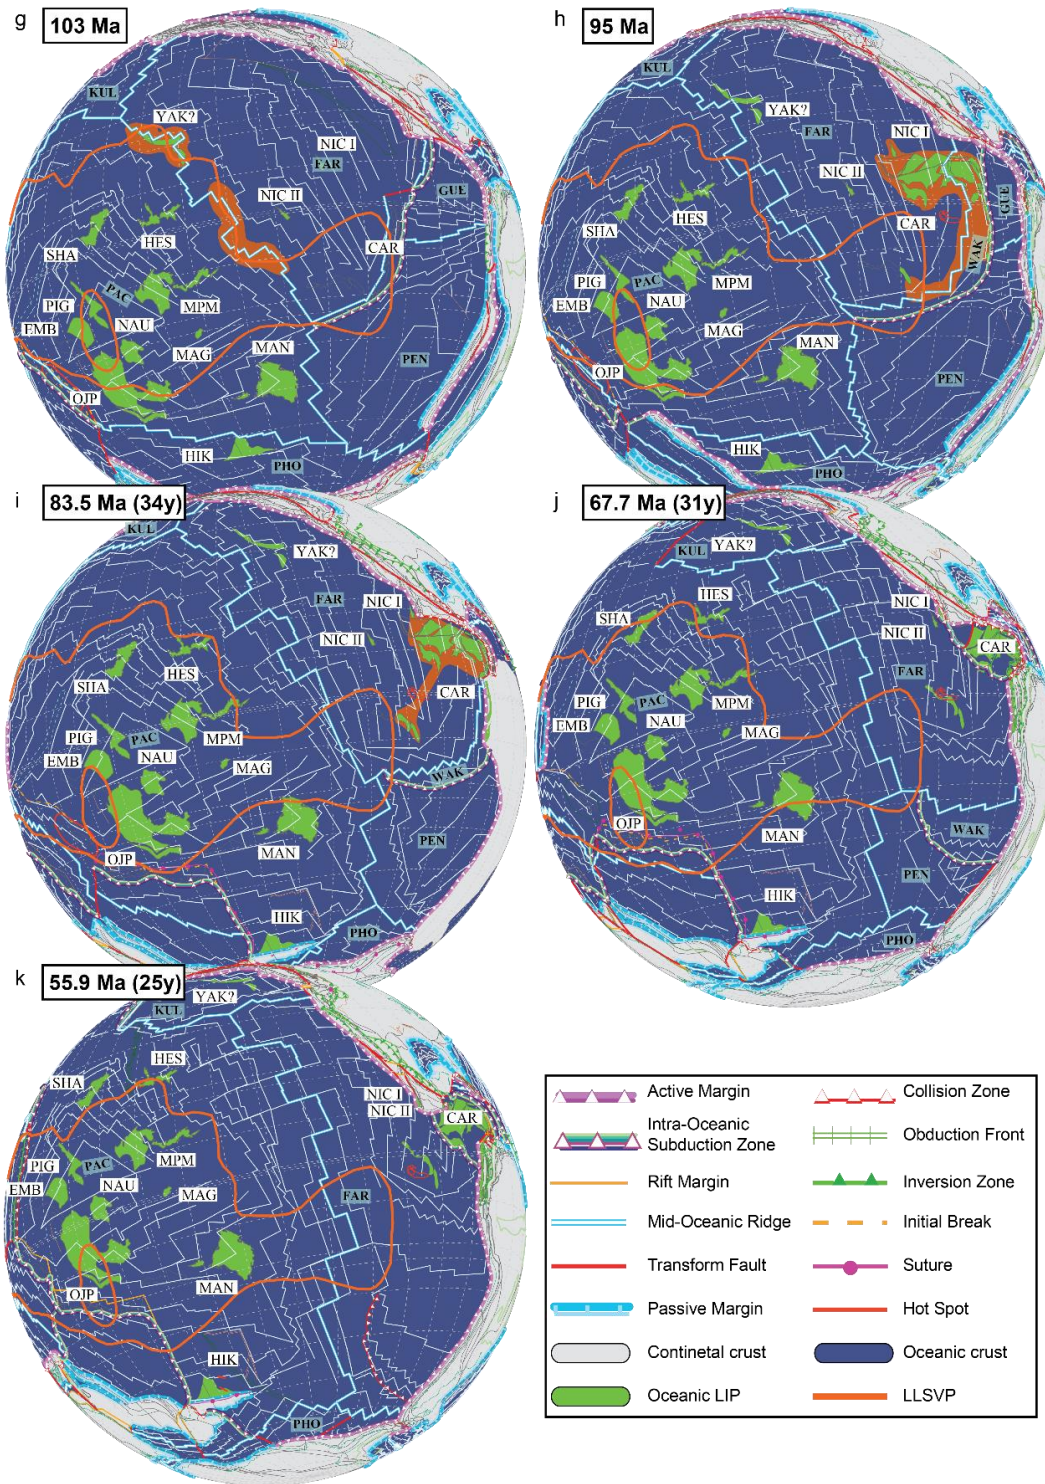 g 103 Ma
KUL
YAK?
NIC I
FAR
NIC II
GUE
HES
SHA
CAR
PAC
PIG
MPM
EMB
NAU
MAG
MAN
PEN
OJP
HIK
PHO
h 95 Ma
KUL
YAK?
FAR
NIC I
NIC II
GUE
HES
SHA
CAR
WAK
PAC
PIG
MPM
EMB
NAU
MAG
MAN
OJP
PEN
HIK
PHO
i 83.5 Ma (34y)
KUL
YAK?
FAR
NIC I
NIC II
HES
SHA
CAR
PIG
PAC
MPM
EMB
NAU
MAG
WAK
PEN
MAN
OJP
HIK
PHO
j 67.7 Ma (31y)
KUL
YAK?
HES
NIC I
SHA
NIC II
CAR
FAR
PAC
MPM
PIG
EMB
NAU
MAG
OJP
WAK
MAN
PEN
HIK
PHO
k 55.9 Ma (25y)
KUL
YAK?
HES
SHA
NIC I
NIC II
CAR
PIG
PAC
MPM
EMB
NAU
MAG
FAR
MAN
OJP
HIK
PHO
Active Margin
Collision Zone
Intra-Oceanic
Subduction Zone
Obduction Front
Rift Margin
Inversion Zone
Mid-Oceanic Ridge
Initial Break
Transform Fault
Suture
Passive Margin
Hot Spot
Continetal crust
Oceanic crust
Oceanic LIP
LLSVP